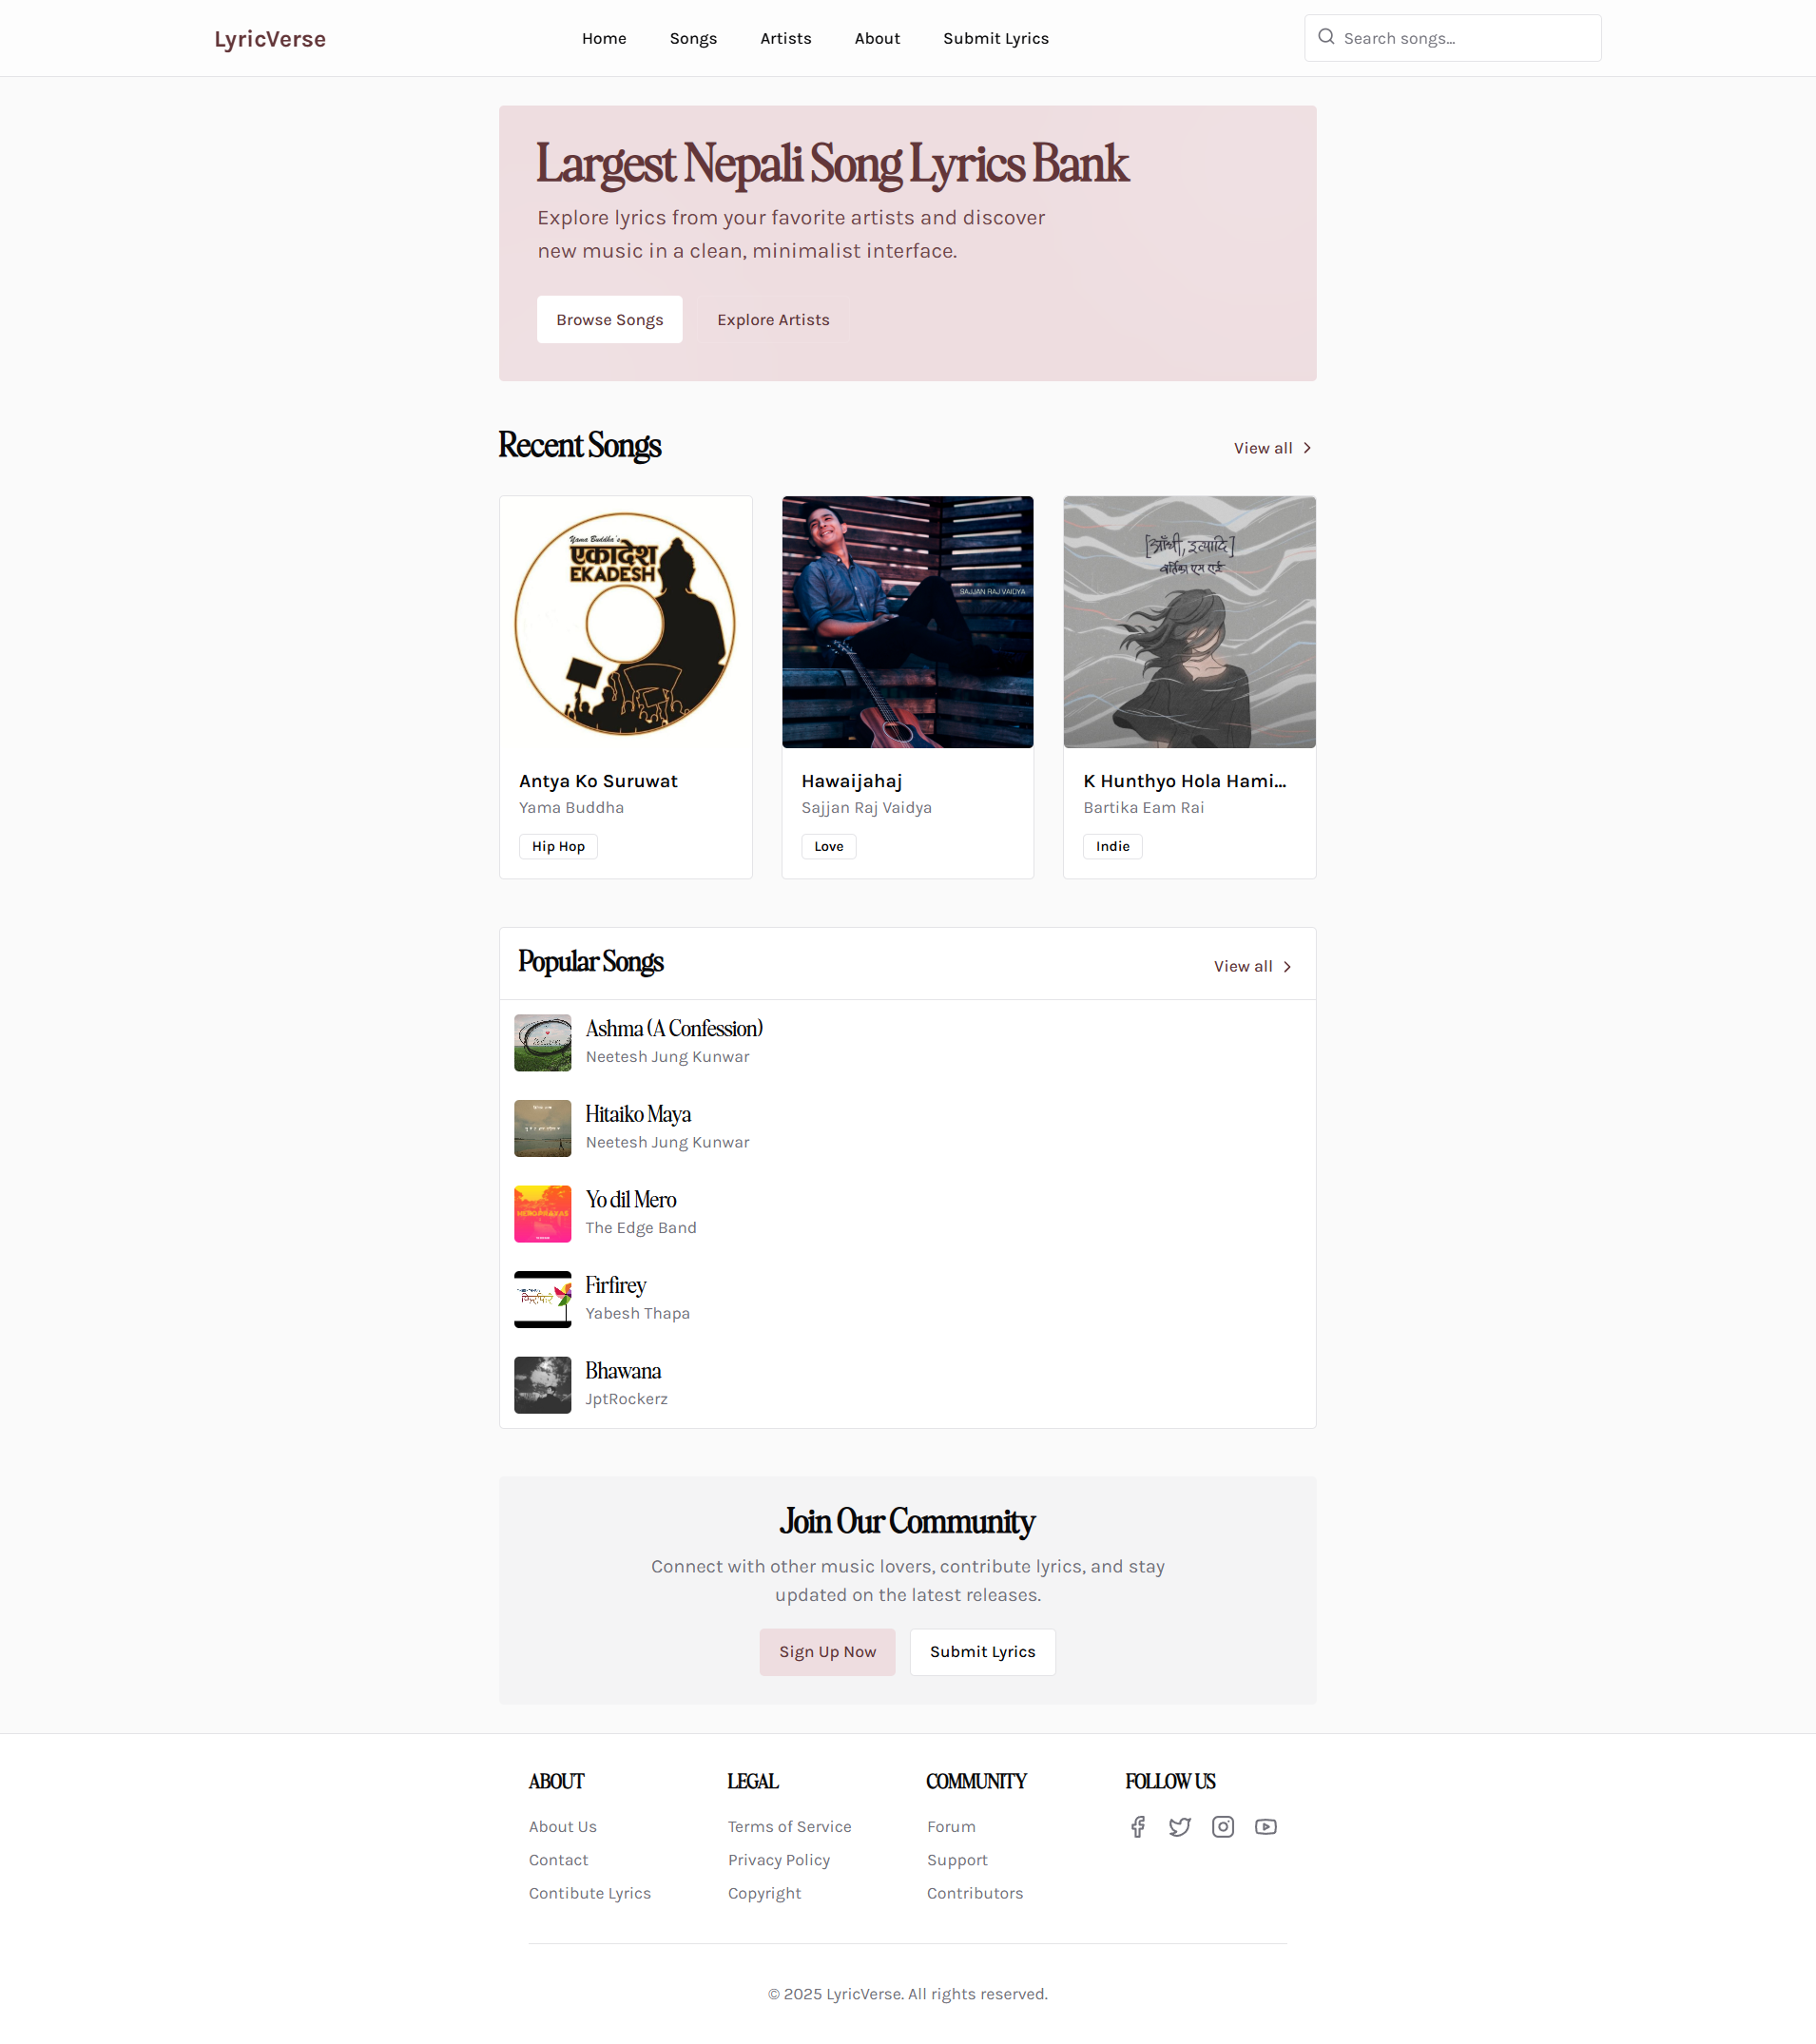 LyricVerse
Home
Songs
Artists
About
Submit Lyrics
Search songs...
Largest Nepali Song Lyrics Bank
Explore lyrics from your favorite artists and discover
new music in a clean, minimalist interface.
Browse Songs
Explore Artists
Recent Songs
View all
Yama Buddha's
एकादेश
EKADESH
Antya Ko Suruwat
Yama Buddha
Hip Hop
SAJJAN RAJ VAIDYA
Hawaijahaj
Sajjan Raj Vaidya
Love
[आँधी, इत्यादि]
बर्तिका एम राई
K Hunthyo Hola Hami...
Bartika Eam Rai
Indie
Popular Songs
View all
Ashma (A Confession)
Neetesh Jung Kunwar
Hitaiko Maya
Neetesh Jung Kunwar
Yo dil Mero
The Edge Band
Firfirey
Yabesh Thapa
Bhawana
JptRockerz
Join Our Community
Connect with other music lovers, contribute lyrics, and stay
updated on the latest releases.
Sign Up Now
Submit Lyrics
ABOUT
About Us
Contact
Contibute Lyrics
LEGAL
Terms of Service
Privacy Policy
Copyright
COMMUNITY
Forum
Support
Contributors
FOLLOW US
© 2025 LyricVerse. All rights reserved.